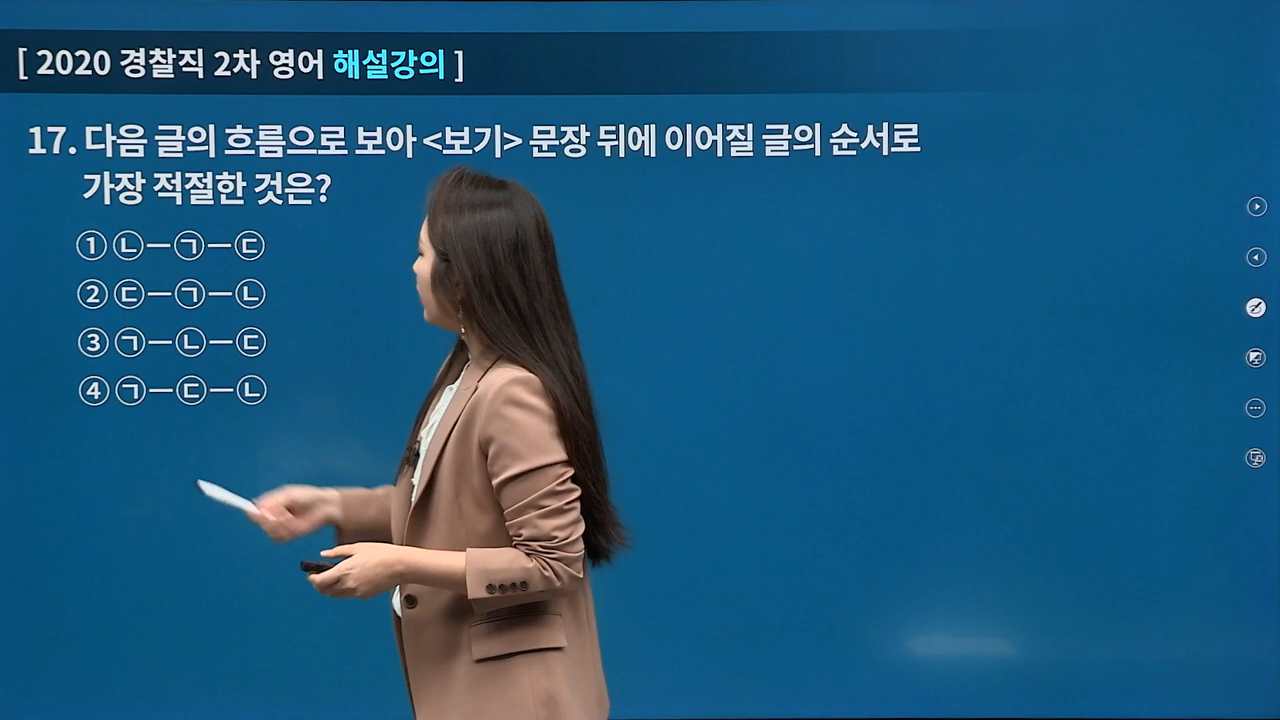 [ 2020 경찰직 2차 영어 해설강의 ]
17. 다음 글의 흐름으로 보아 <보기> 문장 뒤에 이어질 글의 순서로
가장 적절한 것은?
① ㉡ー㉠ー㉢
② ㉢ー㉠ー㉡
③ ㉠ー㉡ー㉢
④ ㉠ー㉢ー㉡